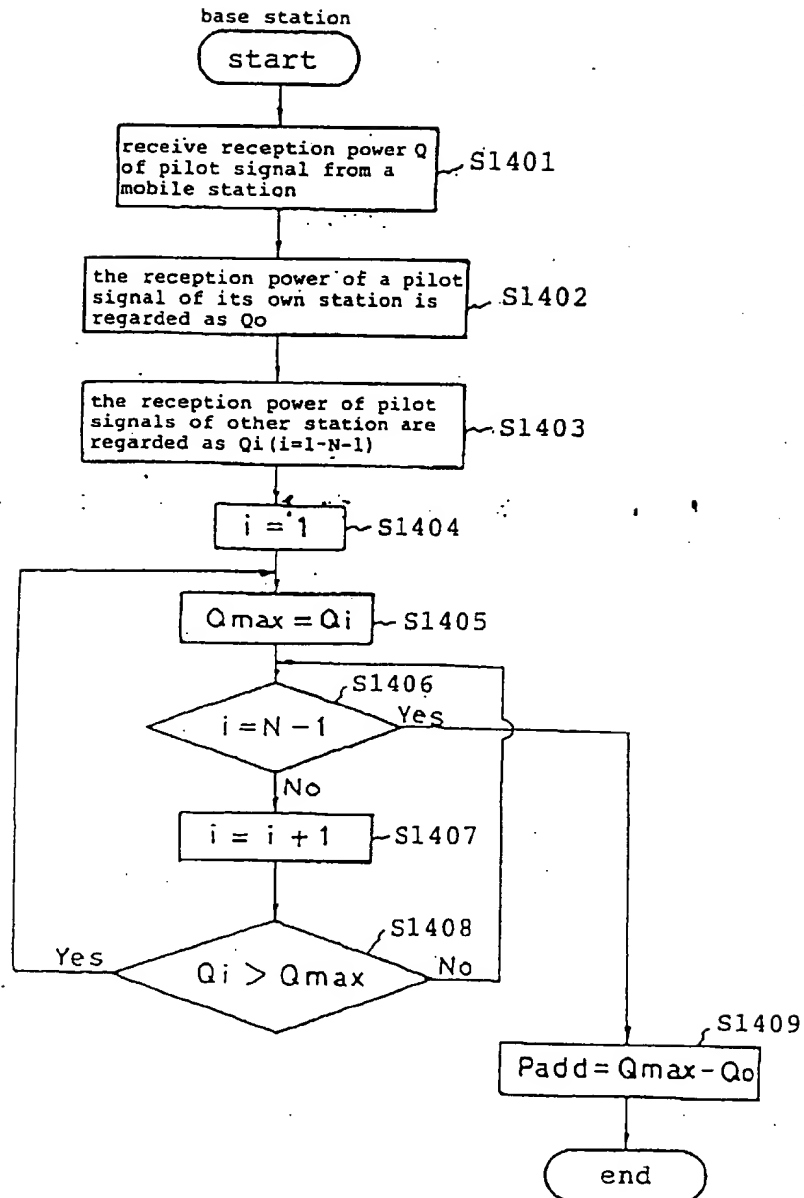 base station
start
receive reception power Q
of pilot signal from a
mobile station
S1401
the reception power of a pilot
signal of its own station is
regarded as Qo
S1402
the reception power of pilot
signals of other station are
regarded as Qi(i=1-N-1)
S1403
i = 1
S1404
Qmax = Qi
S1405
S1406
i = N - 1
Yes
No
i = i + 1
S1407
S1408
Yes
Qi > Qmax
No
S1409
Padd = Qmax - Qo
end